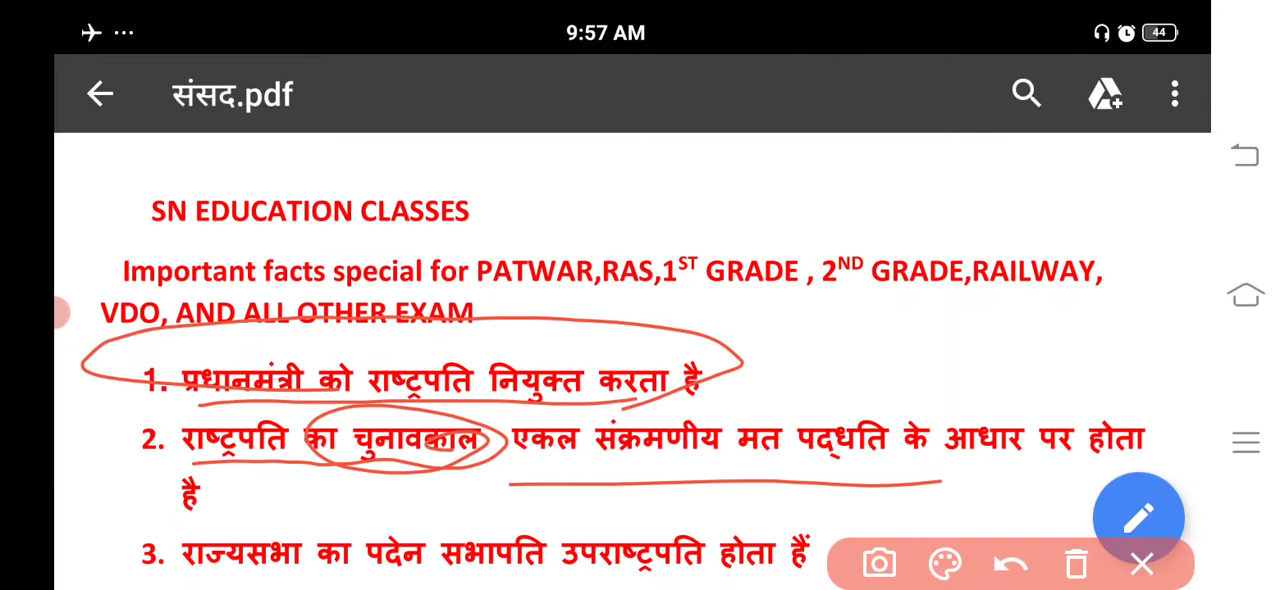 9:57 AM
44
संसद.pdf
SN EDUCATION CLASSES
Important facts special for PATWAR,RAS,1ST GRADE , 2ND GRADE,RAILWAY,
VDO, AND ALL OTHER EXAM
1. प्रधानमंत्री को राष्ट्रपति नियुक्त करता है
2. राष्ट्रपति का चुनावकाल एकल संक्रमणीय मत पद्धति के आधार पर होता
है
3. राज्यसभा का पदेन सभापति उपराष्ट्रपति होता हैं